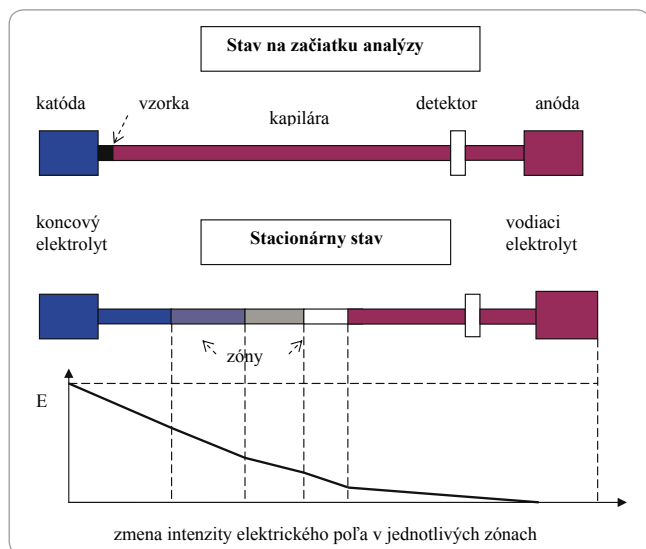 Stav na začiatku analýzy
katóda vzorka kapilára detektor anóda
koncový elektrolyt
Stacionárny stav
vodiaci elektrolyt
zóny
E
zmena intenzity elektrického poľa v jednotlivých zónach